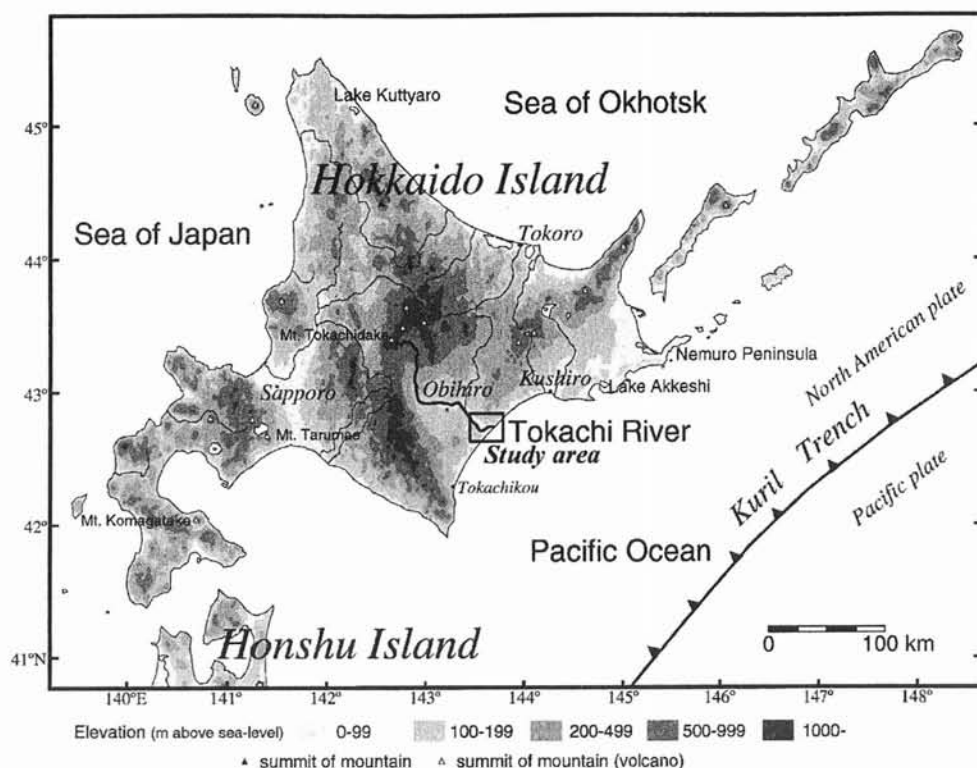 Lake Kuttyaro
Sea of Okhotsk
45°
Hokkaido Island
Sea of Japan
Tokoro
44°
Mt. Tokachidake
North American plate
Nemuro Peninsula
Sapporo
Obihiro
Kushiro
Lake Akkeshi
43°
Mt. Tarumae
Tokachi River
Study area
Kuril Trench
Tokachikou
Pacific plate
42°
Mt. Komagatake
Pacific Ocean
Honshu Island
0 100 km
41°N
140°E 141° 142° 143° 144° 145° 146° 147° 148°
Elevation (m above sea-level) 0-99 100-199 200-499 500-999 1000-
summit of mountain summit of mountain (volcano)